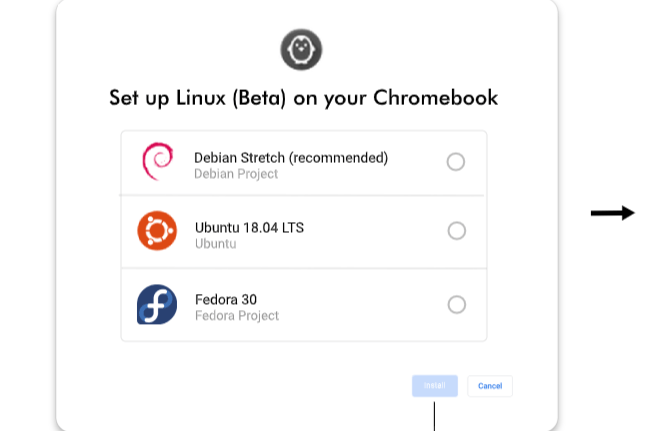 Set up Linux (Beta) on your Chromebook
Debian Stretch (recommended)
Debian Project
Ubuntu 18.04 LTS
Ubuntu
Fedora 30
Fedora Project
Install
Cancel